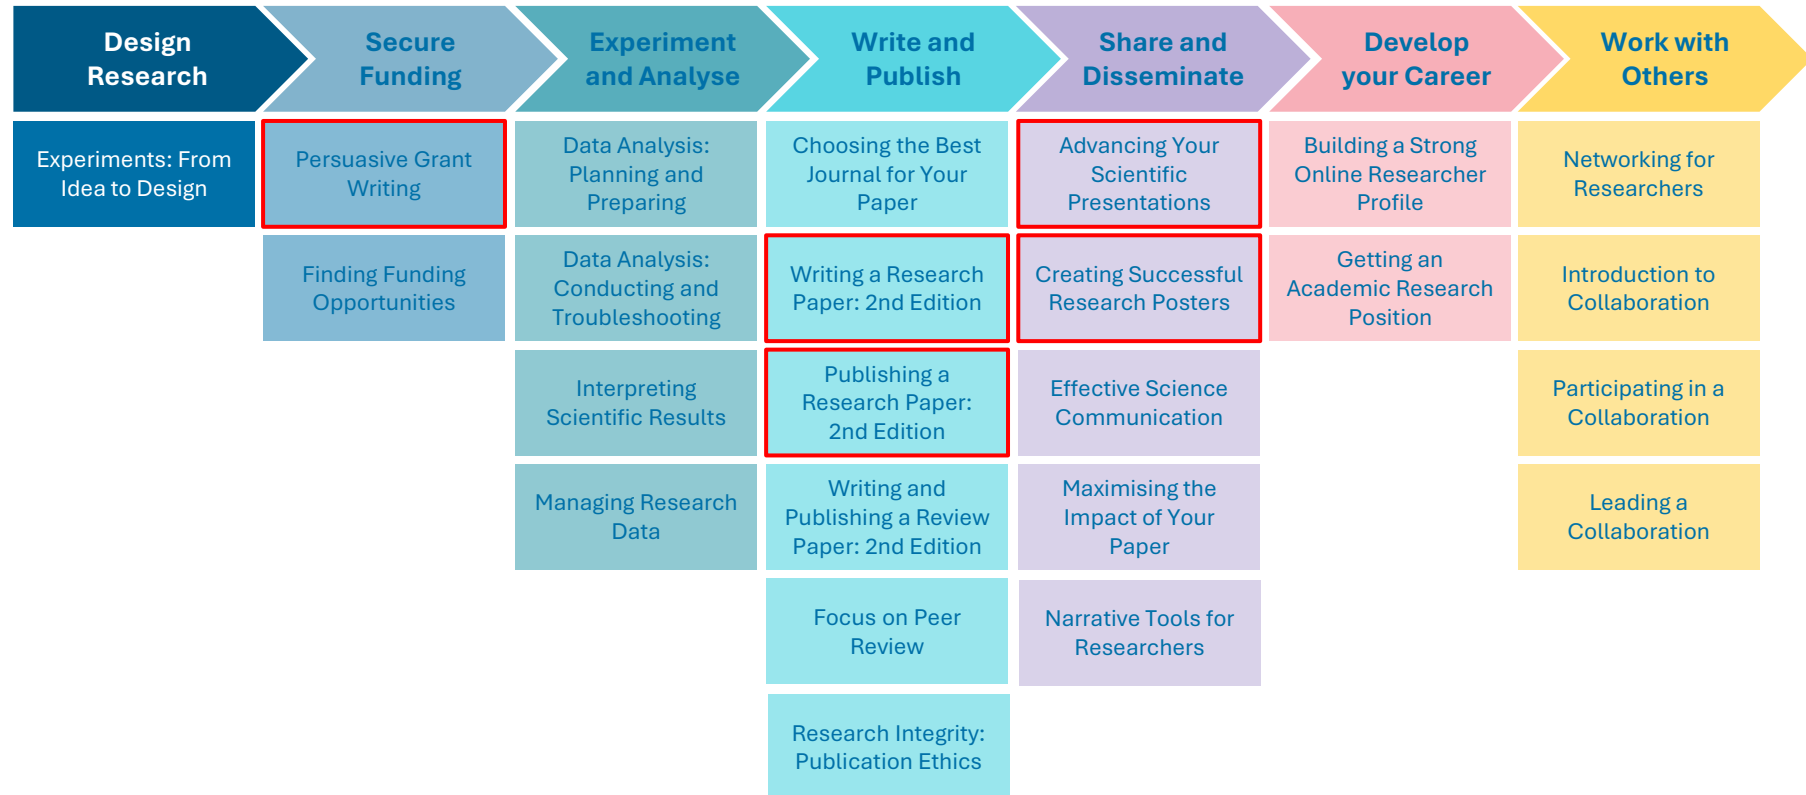 Design
Research
Secure
Funding
Experiment
and Analyse
Write and
Publish
Share and
Disseminate
Develop
your Career
Work with
Others
Experiments: From
Idea to Design
Persuasive Grant
Writing
Finding Funding
Opportunities
Data Analysis:
Planning and
Preparing
Data Analysis:
Conducting and
Troubleshooting
Interpreting
Scientific Results
Managing Research
Data
Choosing the Best
Journal for Your
Paper
Writing a Research
Paper: 2nd Edition
Publishing a
Research Paper:
2nd Edition
Writing and
Publishing a Review
Paper: 2nd Edition
Focus on Peer
Review
Research Integrity:
Publication Ethics
Advancing Your
Scientific
Presentations
Creating Successful
Research Posters
Effective Science
Communication
Maximising the
Impact of Your
Paper
Narrative Tools for
Researchers
Building a Strong
Online Researcher
Profile
Getting an
Academic Research
Position
Networking for
Researchers
Introduction to
Collaboration
Participating in a
Collaboration
Leading a
Collaboration